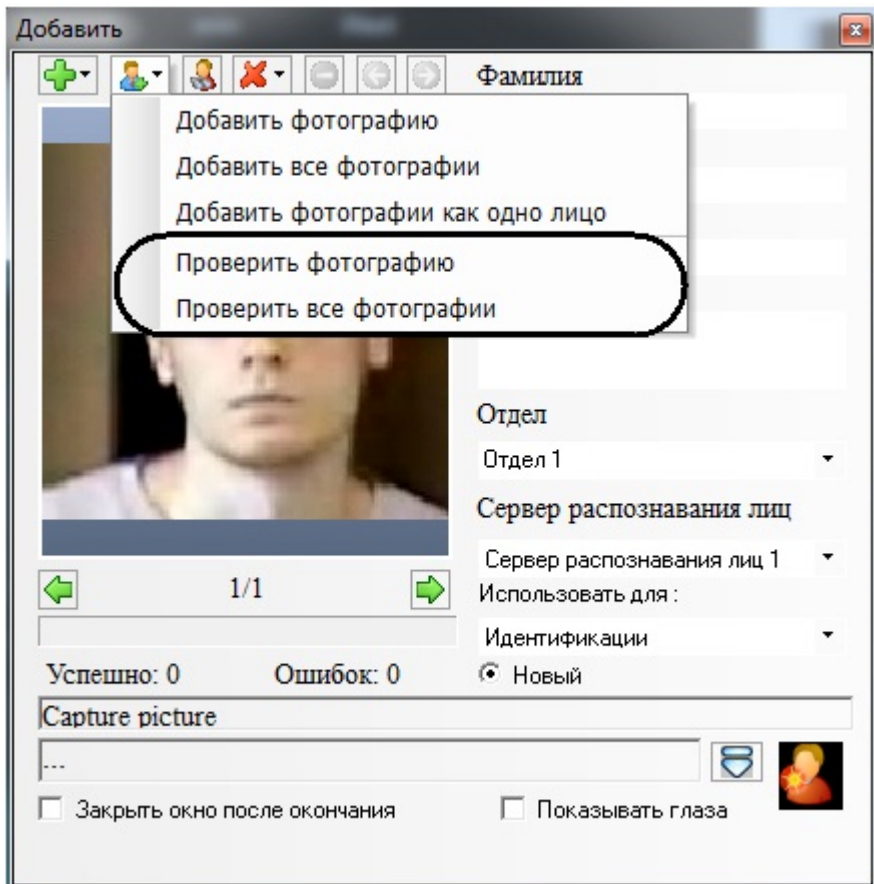 Добавить
Фамилия
Добавить фотографию
Добавить все фотографии
Добавить фотографии как одно лицо
Проверить фотографию
Проверить все фотографии
Отдел
Отдел 1
Сервер распознавания лиц
Сервер распознавания лиц 1
1/1
Использовать для :
Идентификации
Успешно: 0 Ошибок: 0
Новый
Capture picture
...
Закрыть окно после окончания
Показывать глаза